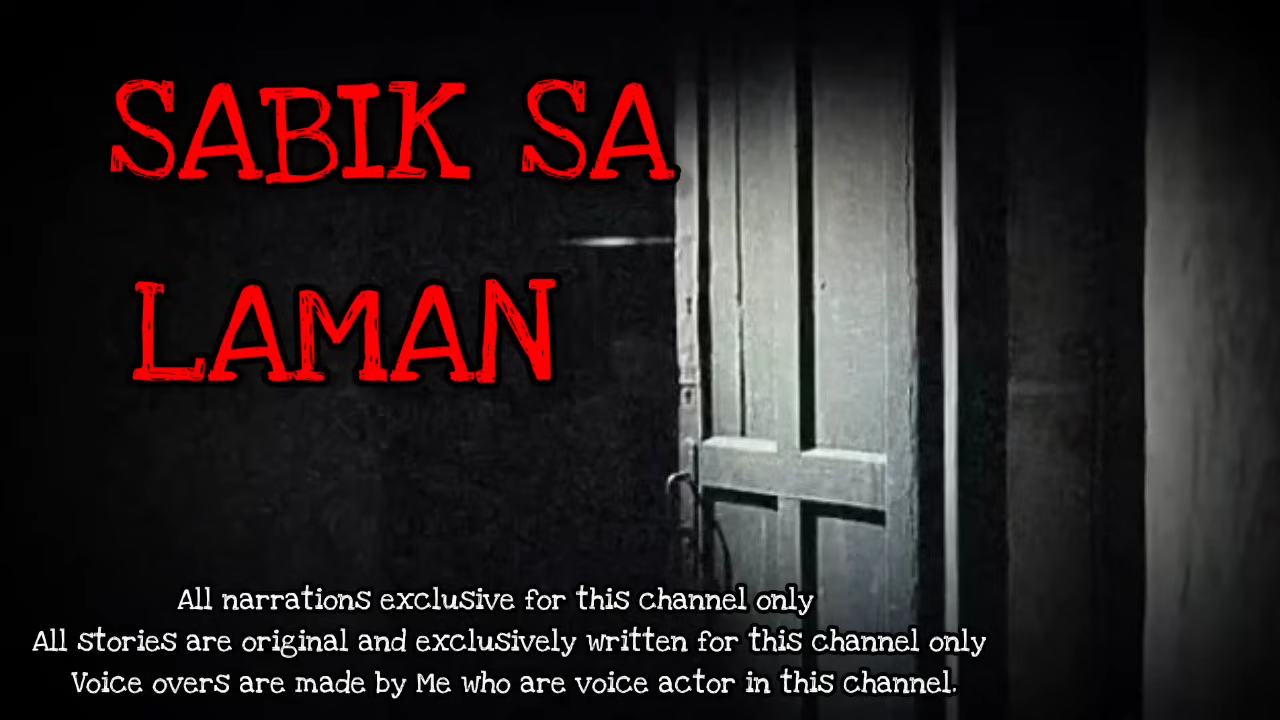 SABIK SA
LAMAN
All narrations exclusive for this channel only
All stories are original and exclusively written for this channel only
Voice overs are made by Me who are voice actor in this channel.